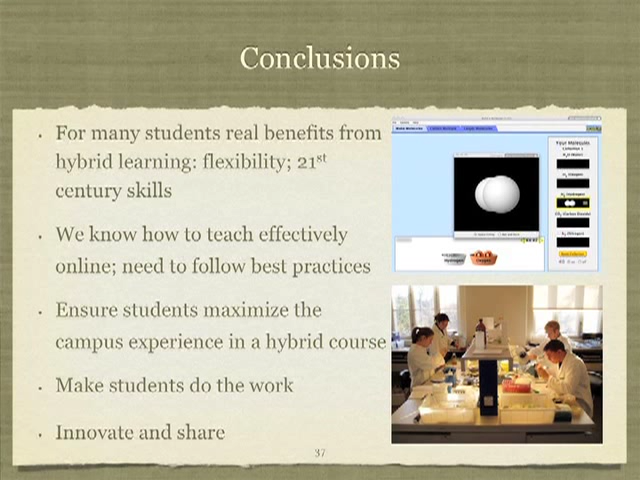 Conclusions
• For many students real benefits from
hybrid learning: flexibility; 21st
century skills
• We know how to teach effectively
online; need to follow best practices
• Ensure students maximize the
campus experience in a hybrid course
• Make students do the work
• Innovate and share
37
Your Molecules